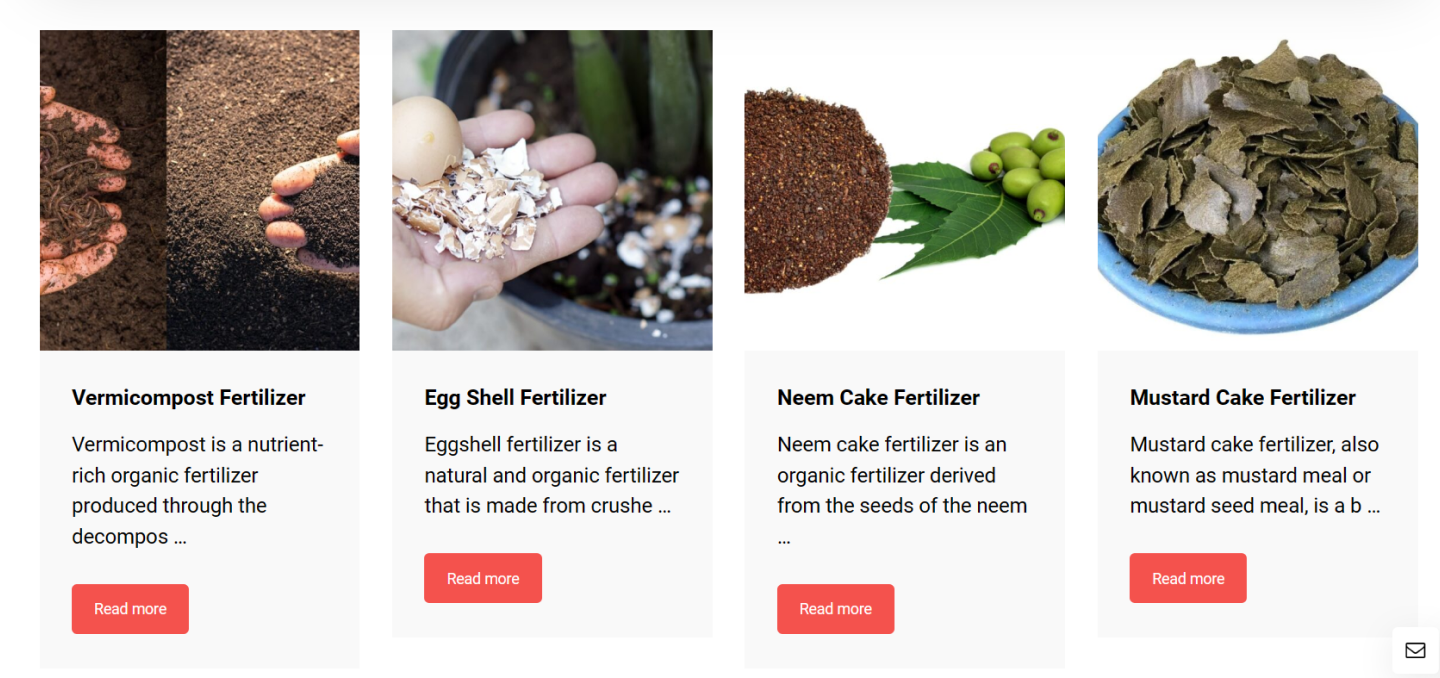 Vermicompost Fertilizer
Vermicompost is a nutrient-
rich organic fertilizer
produced through the
decompos ...
Read more
Egg Shell Fertilizer
Eggshell fertilizer is a
natural and organic fertilizer
that is made from crushe ...
Read more
Neem Cake Fertilizer
Neem cake fertilizer is an
organic fertilizer derived
from the seeds of the neem
...
Read more
Mustard Cake Fertilizer
Mustard cake fertilizer, also
known as mustard meal or
mustard seed meal, is a b ...
Read more